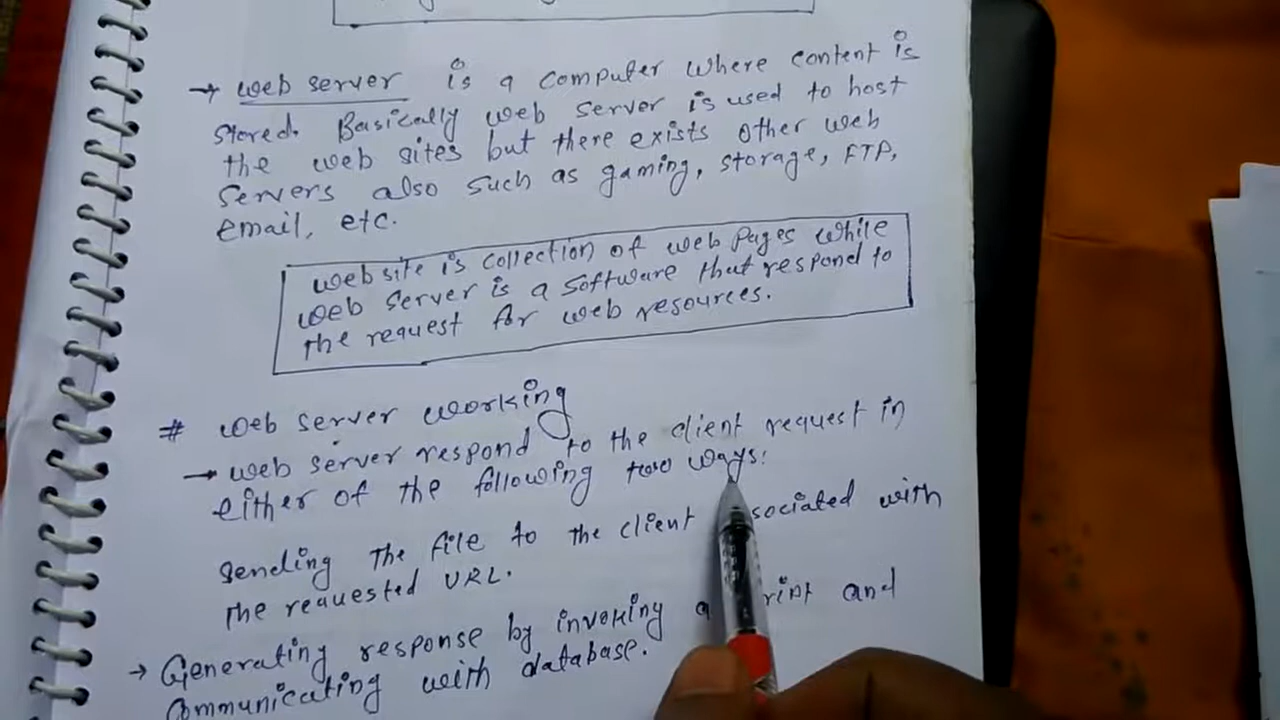 → web server is a computer where content is
stored. Basically web server is used to host
the web sites but there exists other web
servers also such as gaming, storage, FTP,
email, etc.
website is collection of web pages while
web server is a software that respond to
the request for web resources.
# web server working
→ web server respond to the client request in
either of the following two ways:
sending the file to the client sociated with
the requested URL.
→ Generating response by invoking a ript and
communicating with database.